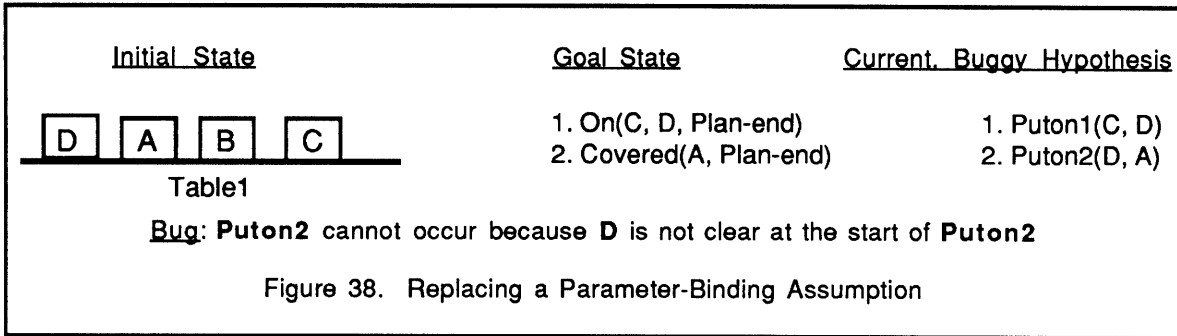 Initial State
Goal State
Current, Buggy Hypothesis
D A B C
Table1
1. On(C, D, Plan-end)
2. Covered(A, Plan-end)
1. Puton1(C, D)
2. Puton2(D, A)
Bug: Puton2 cannot occur because D is not clear at the start of Puton2
Figure 38. Replacing a Parameter-Binding Assumption